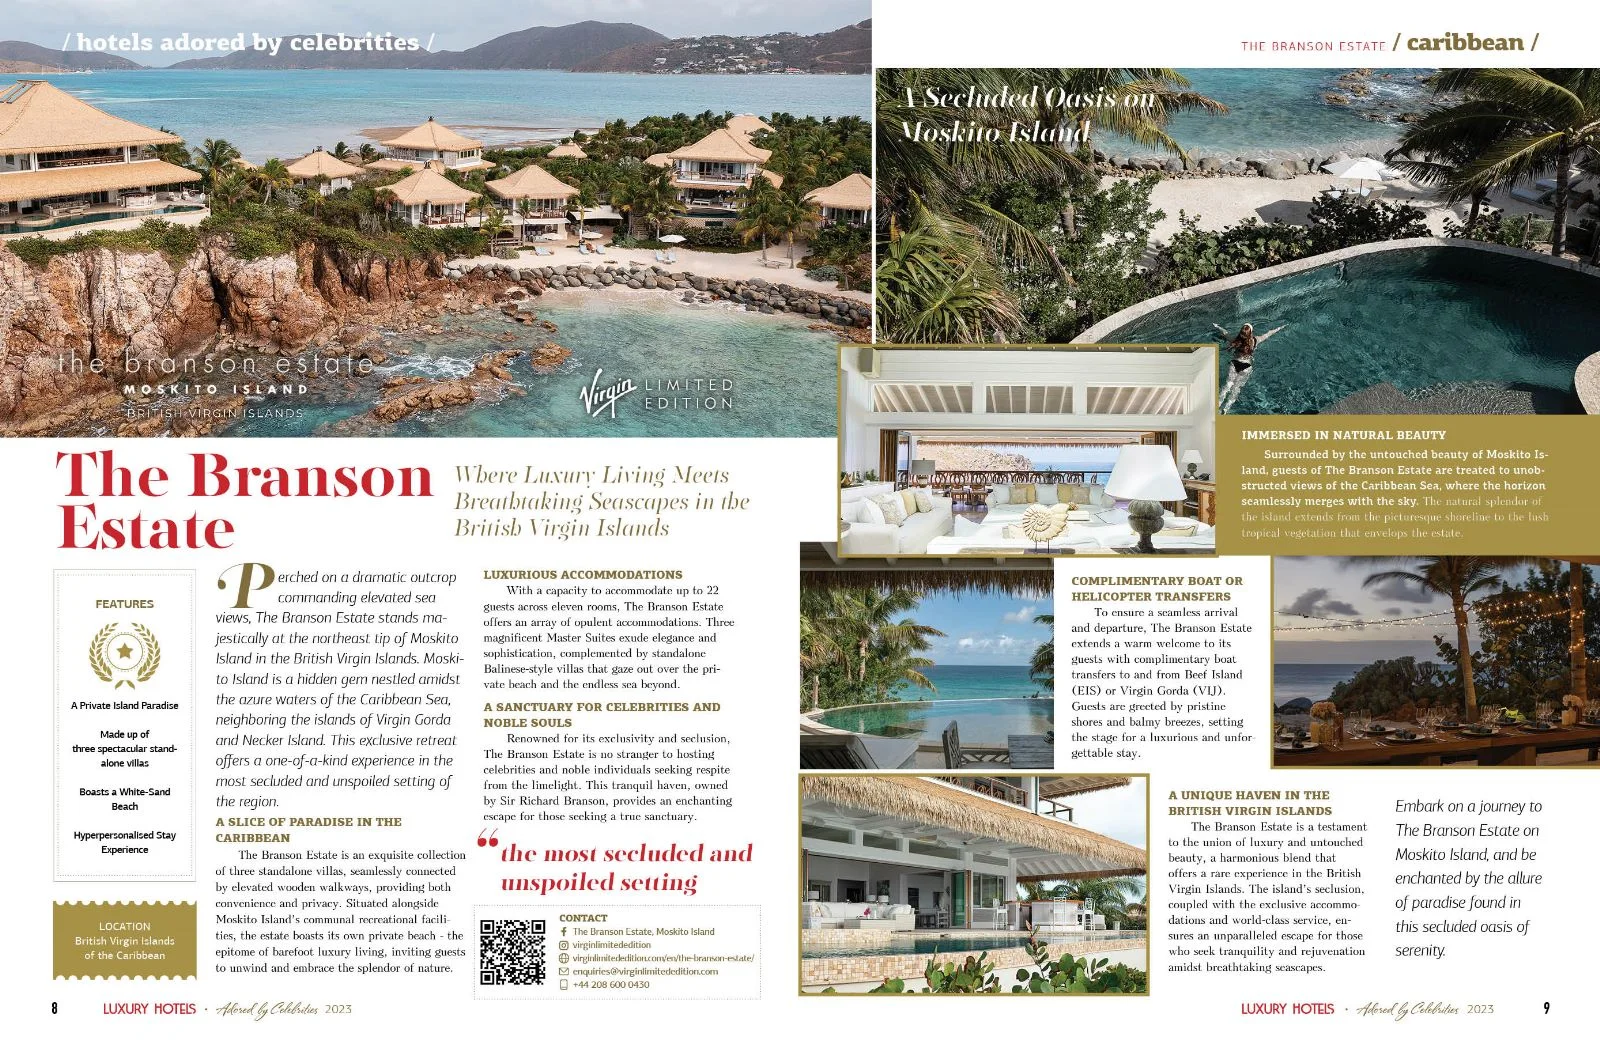 / hotels adored by celebrities /
the branson estate
MOSKITO ISLAND
BRITISH VIRGIN ISLANDS
Virgin LIMITED
EDITION
The Branson
Estate
Where Luxury Living Meets
Breathtaking Seascapes in the
British Virgin Islands
FEATURES
A Private Island Paradise
Made up of
three spectacular stand-
alone villas
Boasts a White-Sand
Beach
Hyperpersonalised Stay
Experience
LOCATION
British Virgin Islands
of the Caribbean
Perched on a dramatic outcrop
commanding elevated sea
views, The Branson Estate stands ma-
jestically at the northeast tip of Moskito
Island in the British Virgin Islands. Moski-
to Island is a hidden gem nestled amidst
the azure waters of the Caribbean Sea,
neighboring the islands of Virgin Gorda
and Necker Island. This exclusive retreat
offers a one-of-a-kind experience in the
most secluded and unspoiled setting of
the region.
A SLICE OF PARADISE IN THE
CARIBBEAN
The Branson Estate is an exquisite collection
of three standalone villas, seamlessly connected
by elevated wooden walkways, providing both
convenience and privacy. Situated alongside
Moskito Island's communal recreational facili-
ties, the estate boasts its own private beach - the
epitome of barefoot luxury living, inviting guests
to unwind and embrace the splendor of nature.
LUXURIOUS ACCOMMODATIONS
With a capacity to accommodate up to 22
guests across eleven rooms, The Branson Estate
offers an array of opulent accommodations. Three
magnificent Master Suites exude elegance and
sophistication, complemented by standalone
Balinese-style villas that gaze out over the pri-
vate beach and the endless sea beyond.
A SANCTUARY FOR CELEBRITIES AND
NOBLE SOULS
Renowned for its exclusivity and seclusion,
The Branson Estate is no stranger to hosting
celebrities and noble individuals seeking respite
from the limelight. This tranquil haven, owned
by Sir Richard Branson, provides an enchanting
escape for those seeking a true sanctuary.
“the most secluded and
unspoiled setting
CONTACT
The Branson Estate, Moskito Island
virginlimitededition
virginlimitededition.com/en/the-branson-estate/
enquiries@virginlimitededition.com
+44 208 600 0430
8 LUXURY HOTELS · Adored by Celebrities 2023
THE BRANSON ESTATE / caribbean /
A Secluded Oasis on
Moskito Island
IMMERSED IN NATURAL BEAUTY
Surrounded by the untouched beauty of Moskito Is-
land, guests of The Branson Estate are treated to unob-
structed views of the Caribbean Sea, where the horizon
seamlessly merges with the sky. The natural splendor of
the island extends from the picturesque shoreline to the lush
tropical vegetation that envelops the estate.
COMPLIMENTARY BOAT OR
HELICOPTER TRANSFERS
To ensure a seamless arrival
and departure, The Branson Estate
extends a warm welcome to its
guests with complimentary boat
transfers to and from Beef Island
(EIS) or Virgin Gorda (VIJ).
Guests are greeted by pristine
shores and balmy breezes, setting
the stage for a luxurious and unfor-
gettable stay.
A UNIQUE HAVEN IN THE
BRITISH VIRGIN ISLANDS
The Branson Estate is a testament
to the union of luxury and untouched
beauty, a harmonious blend that
offers a rare experience in the British
Virgin Islands. The island's seclusion,
coupled with the exclusive accommo-
dations and world-class service, en-
sures an unparalleled escape for those
who seek tranquility and rejuvenation
amidst breathtaking seascapes.
Embark on a journey to
The Branson Estate on
Moskito Island, and be
enchanted by the allure
of paradise found in
this secluded oasis of
serenity.
LUXURY HOTELS · Adored by Celebrities 2023 9